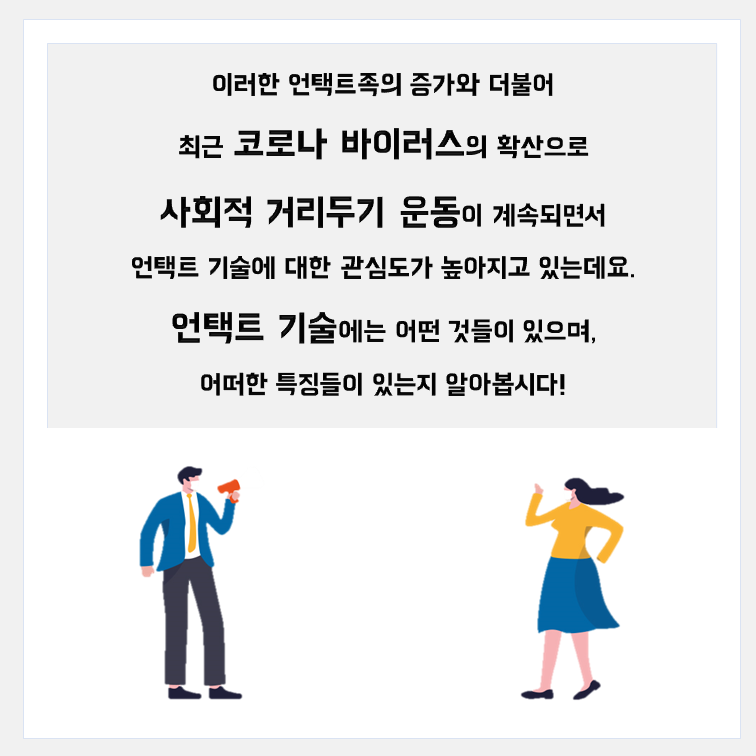 이러한 언택트족의 증가와 더불어
최근 코로나 바이러스의 확산으로
사회적 거리두기 운동이 계속되면서
언택트 기술에 대한 관심도가 높아지고 있는데요.
언택트 기술에는 어떤 것들이 있으며,
어떠한 특징들이 있는지 알아봅시다!